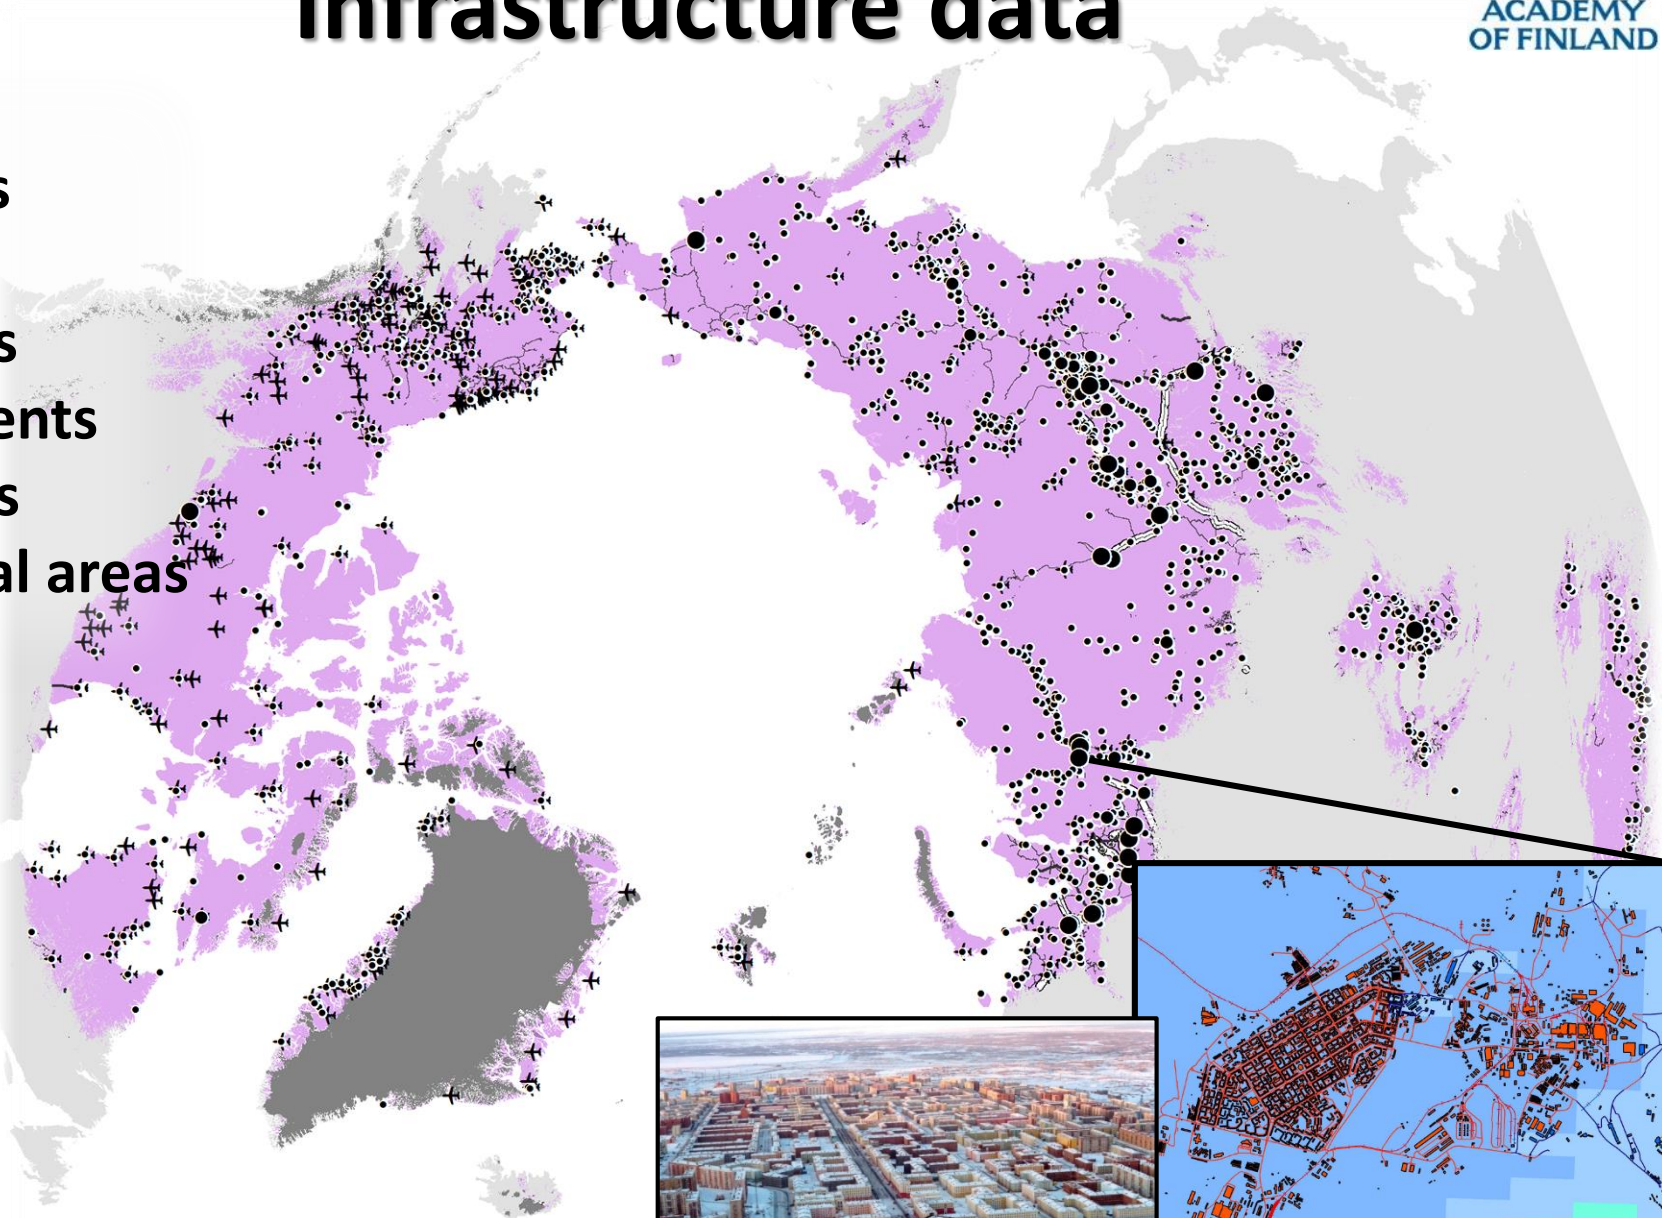 Infrastructure data
ACADEMY
OF FINLAND
s
s
ents
s
al areas